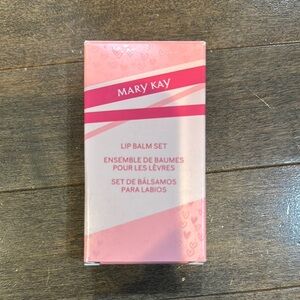 MARY KAY
LIP BALM SET
ENSEMBLE DE BAUMES
POUR LES LÈVRES
SET DE BÁLSAMOS
PARA LABIOS